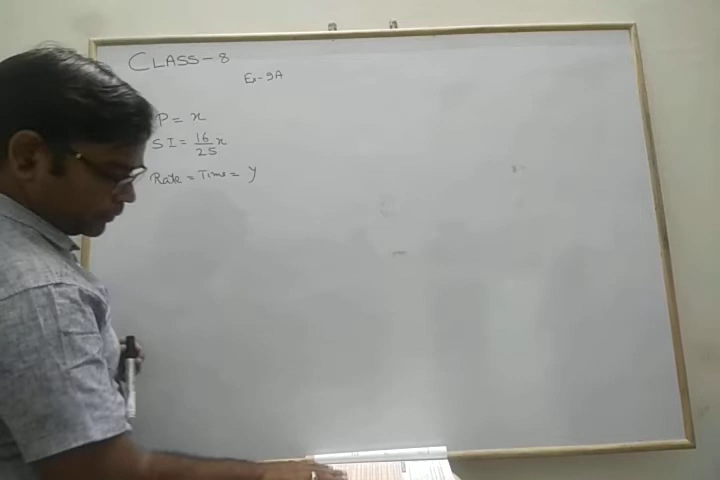 CLASS-8
Ex-9A
P = x
SI = 16/25 x
Rate = Time = y